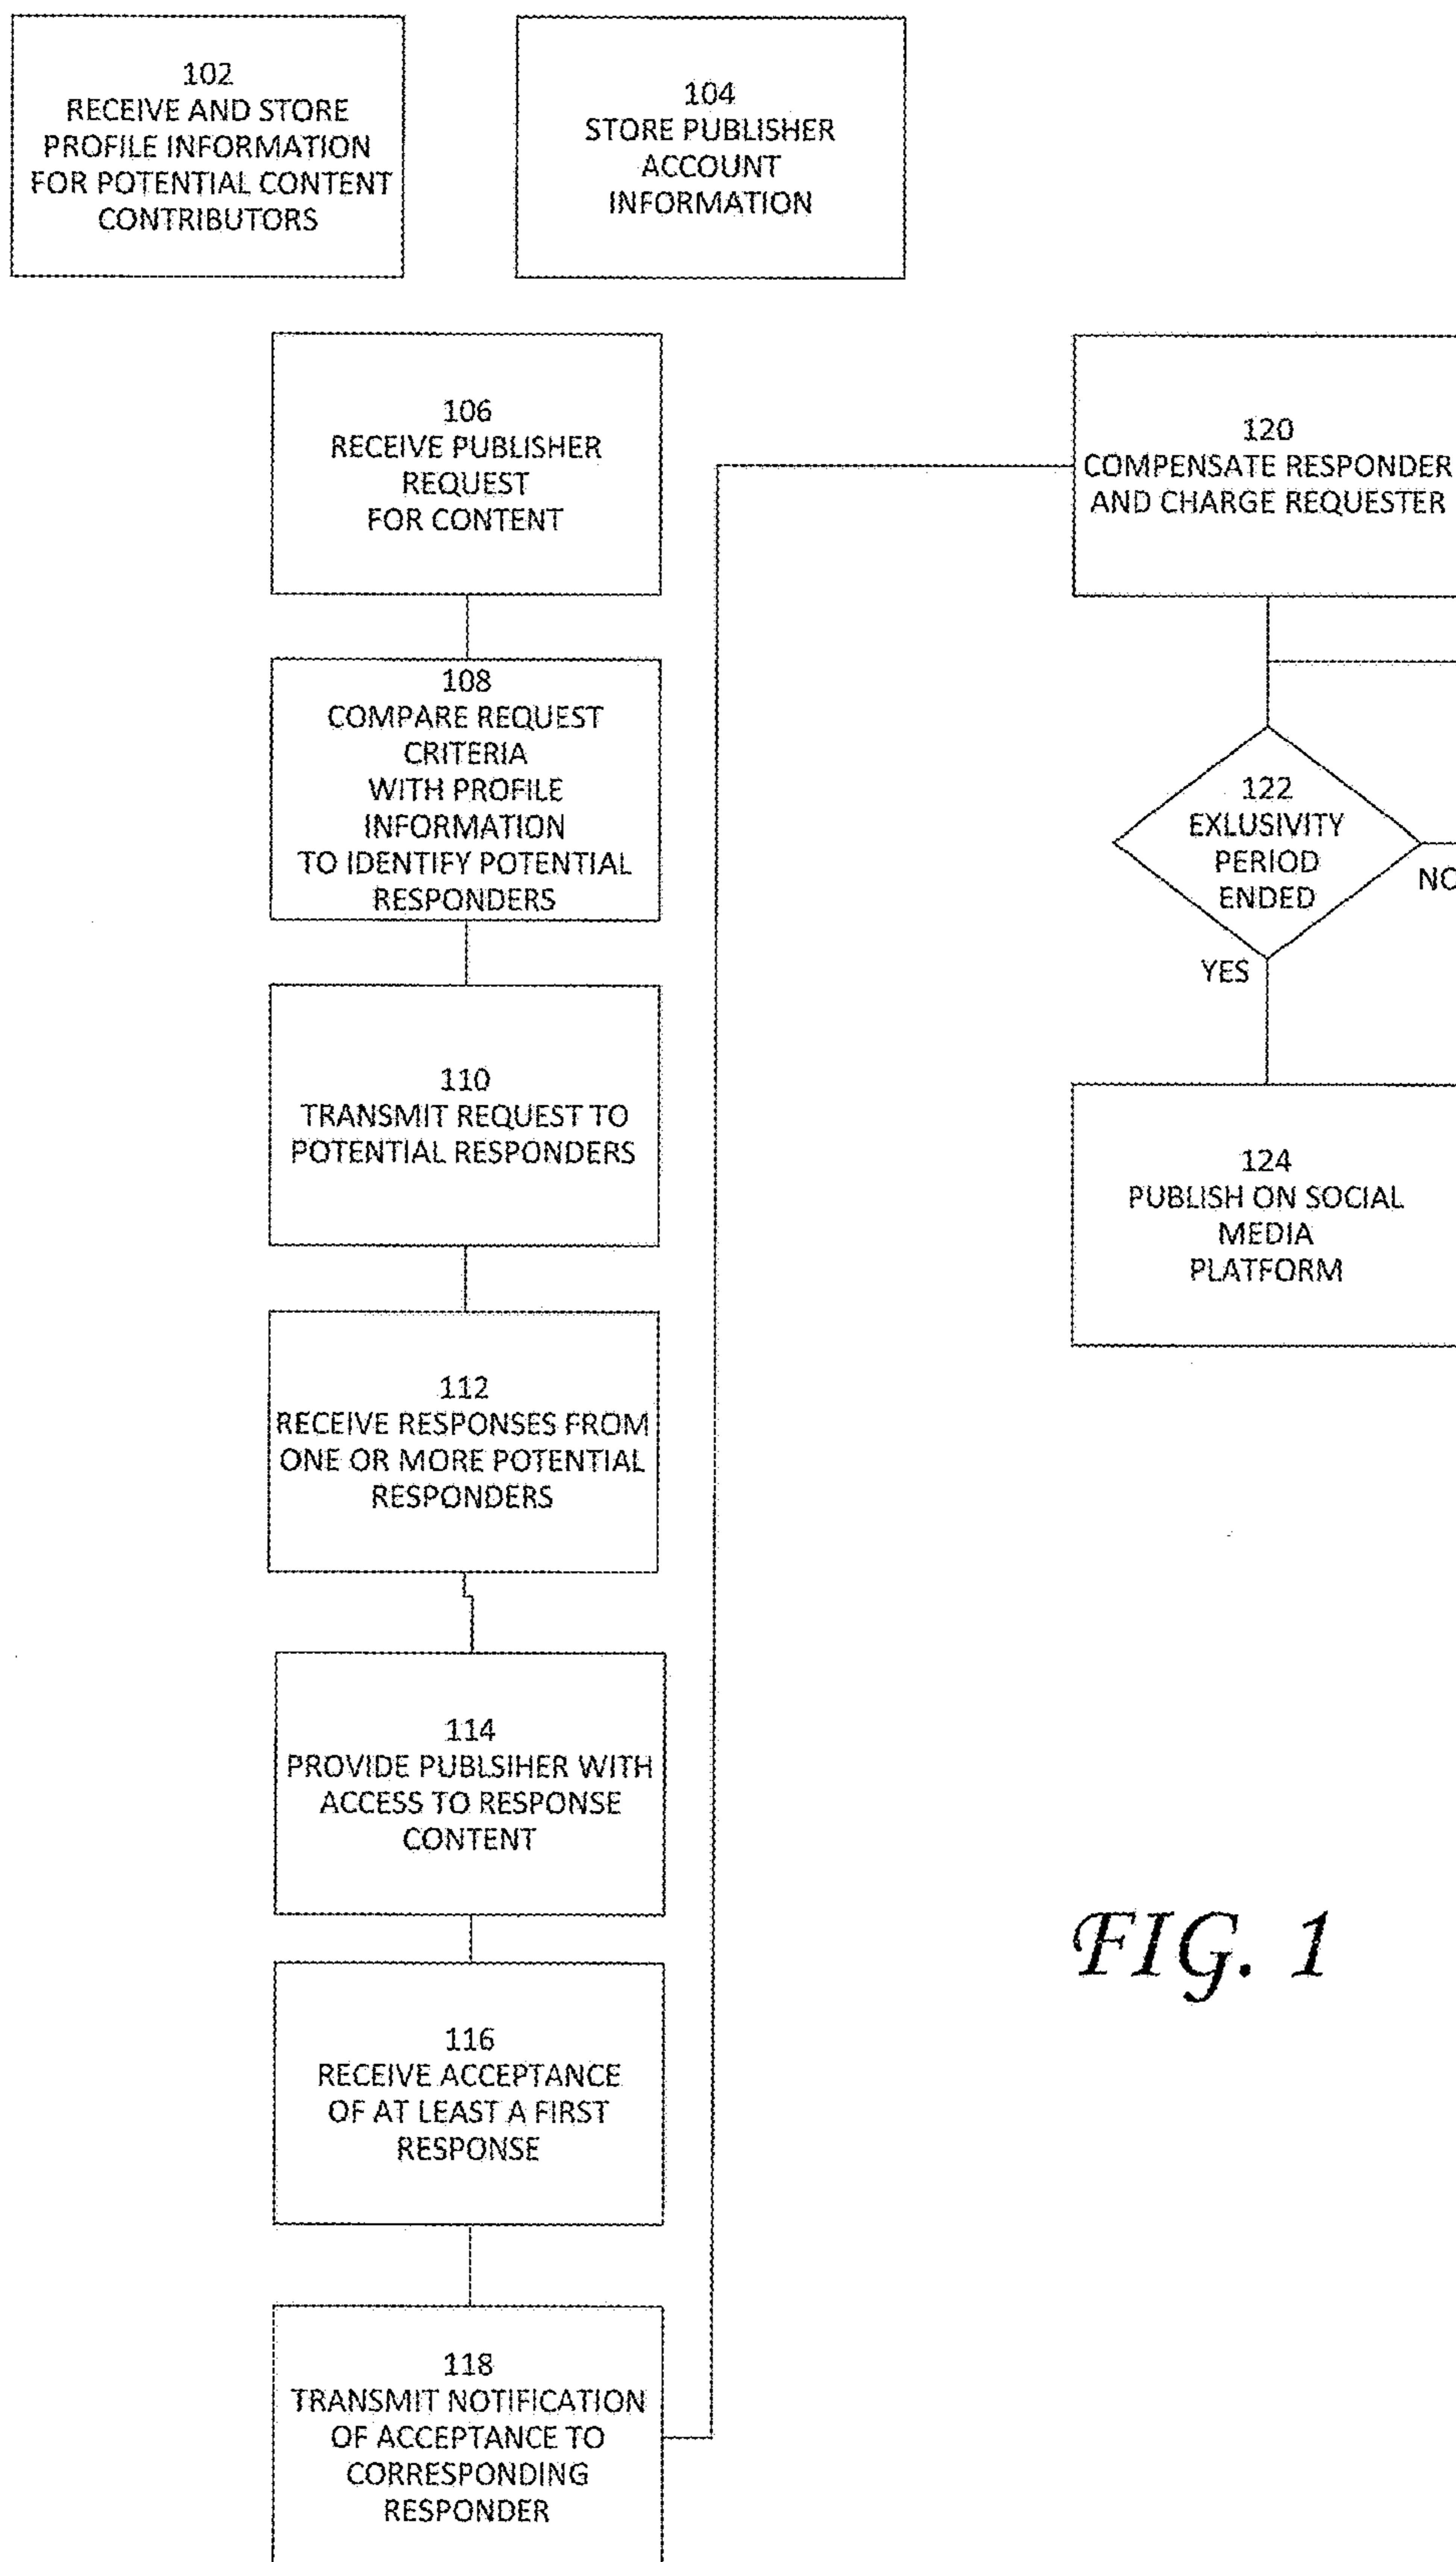 102
RECEIVE AND STORE
PROFILE INFORMATION
FOR POTENTIAL CONTENT
CONTRIBUTORS
104
STORE PUBLISHER
ACCOUNT
INFORMATION
106
RECEIVE PUBLISHER
REQUEST
FOR CONTENT
108
COMPARE REQUEST
CRITERIA
WITH PROFILE
INFORMATION
TO IDENTIFY POTENTIAL
RESPONDERS
110
TRANSMIT REQUEST TO
POTENTIAL RESPONDERS
112
RECEIVE RESPONSES FROM
ONE OR MORE POTENTIAL
RESPONDERS
114
PROVIDE PUBLSIHER WITH
ACCESS TO RESPONSE
CONTENT
116
RECEIVE ACCEPTANCE
OF AT LEAST A FIRST
RESPONSE
118
TRANSMIT NOTIFICATION
OF ACCEPTANCE TO
CORRESPONDING
RESPONDER
120
COMPENSATE RESPONDER
AND CHARGE REQUESTER
122
EXLUSIVITY
PERIOD
ENDED
NO
YES
124
PUBLISH ON SOCIAL
MEDIA
PLATFORM
FIG. 1